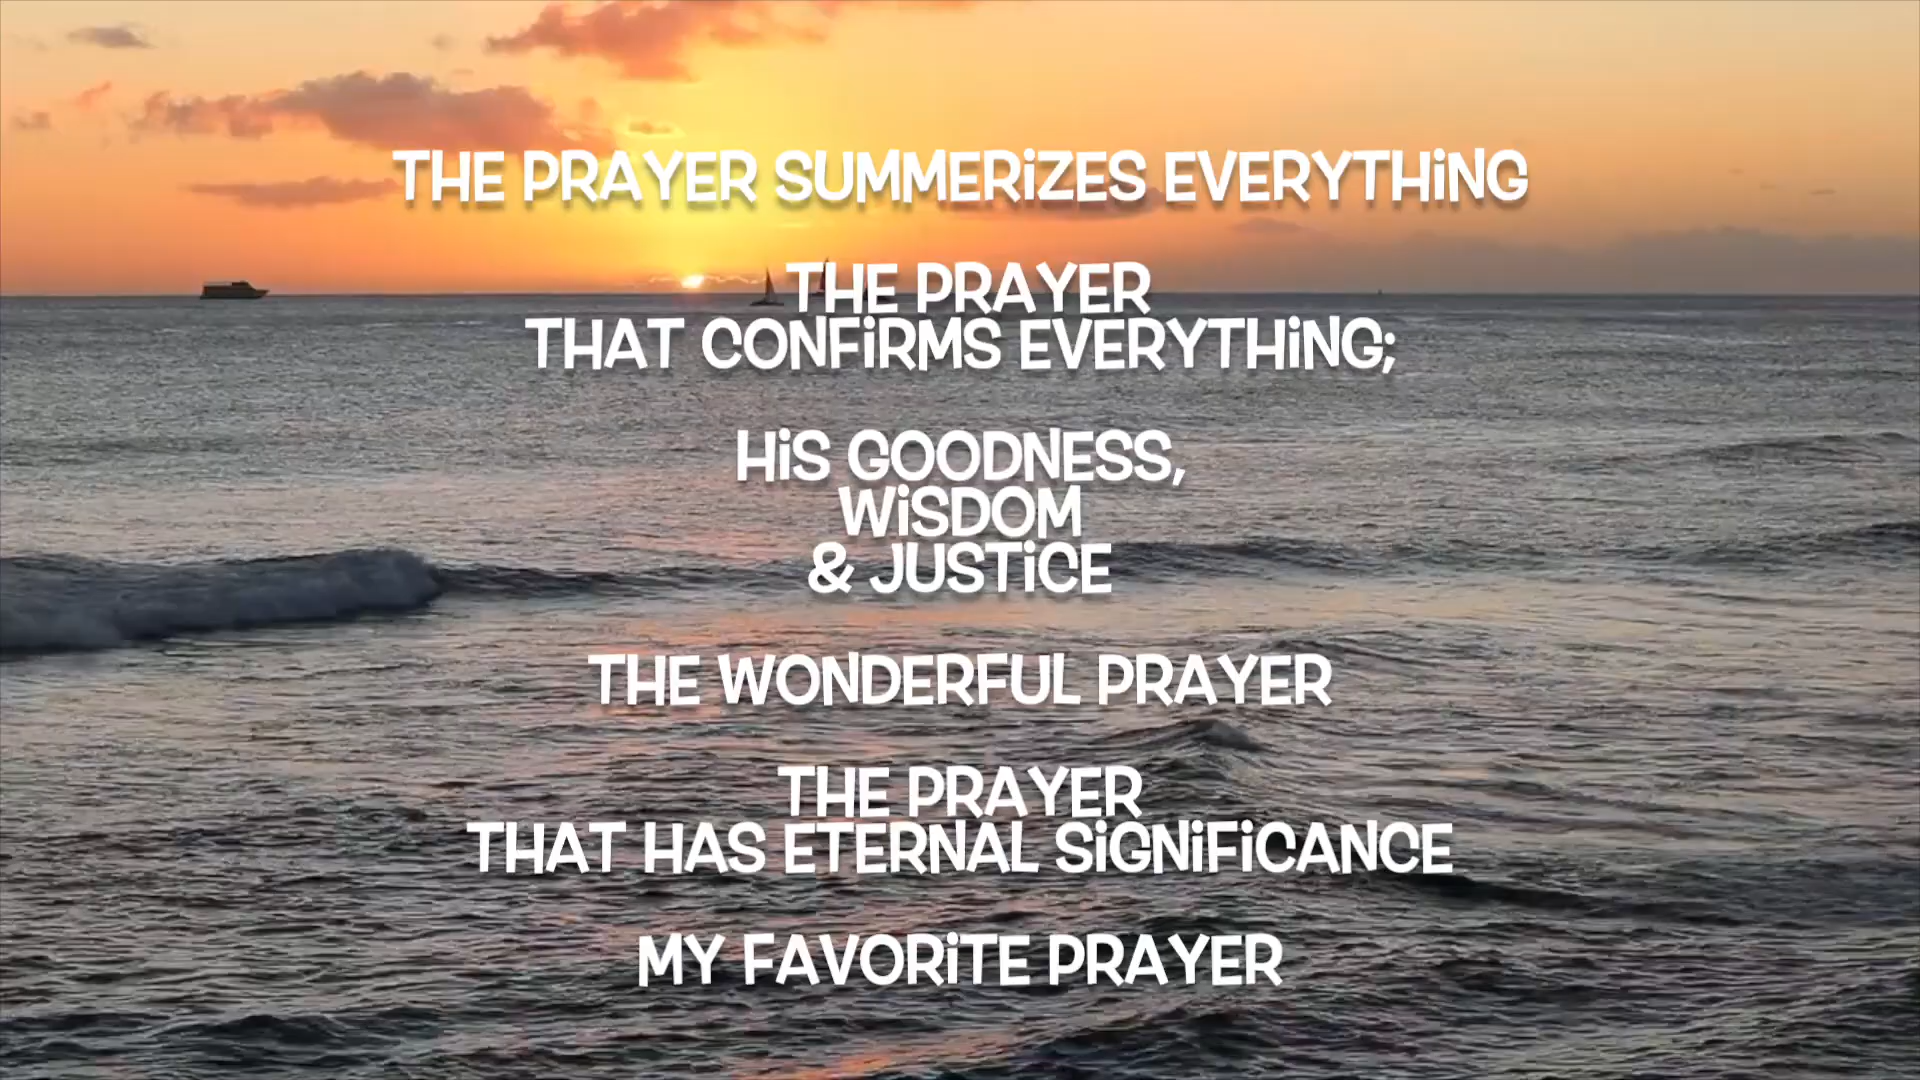 THE PRAYER SUMMERiZES EVERYTHiNG
THE PRAYER
THAT CONFiRMS EVERYTHiNG;
HiS GOODNESS,
WiSDOM
& JUSTiCE
THE WONDERFUL PRAYER
THE PRAYER
THAT HAS ETERNAL SiGNiFiCANCE
MY FAVORiTE PRAYER